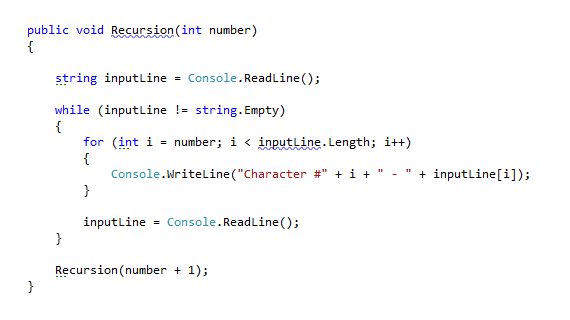 public void Recursion(int number)
{
string inputLine = Console.ReadLine();
while (inputLine != string.Empty)
{
for (int i = number; i < inputLine.Length; i++)
{
Console.WriteLine("Character #" + i + " - " + inputLine[i]);
}
inputLine = Console.ReadLine();
}
Recursion(number + 1);
}